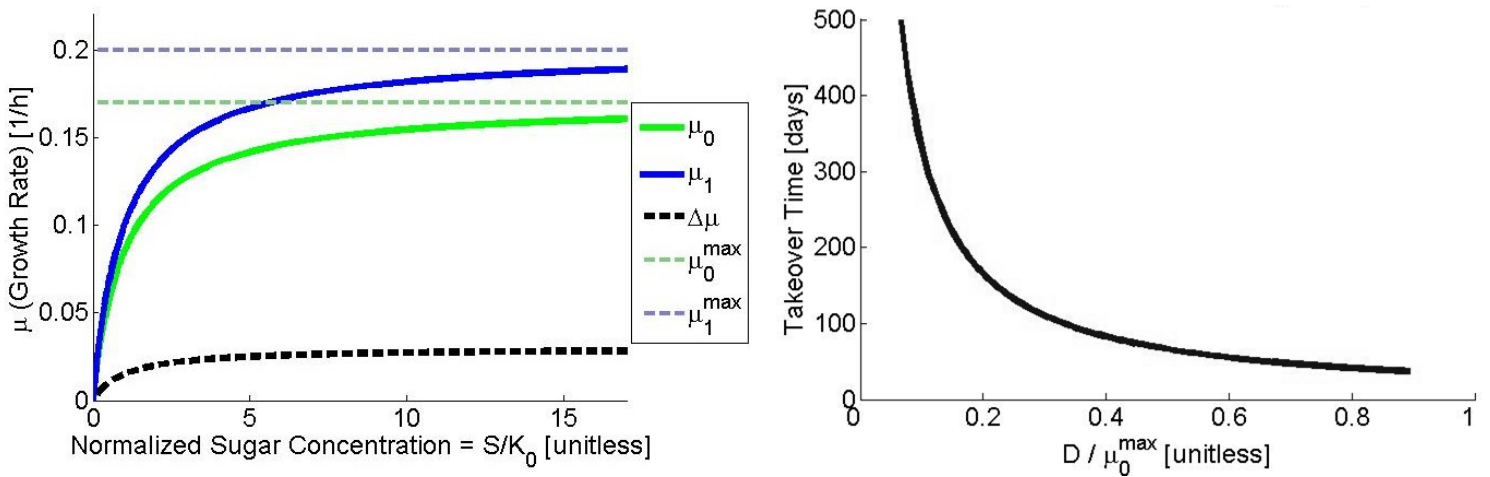 μ (Growth Rate) [1/h]
0.2
0.15
0.1
0.05
0
0 5 10 15
Normalized Sugar Concentration = S/K₀ [unitless]
μ₀
μ₁
Δμ
μ₀ᵐᵃˣ
μ₁ᵐᵃˣ
Takeover Time [days]
500
400
300
200
100
0
0 0.2 0.4 0.6 0.8 1
D / μ₀ᵐᵃˣ [unitless]